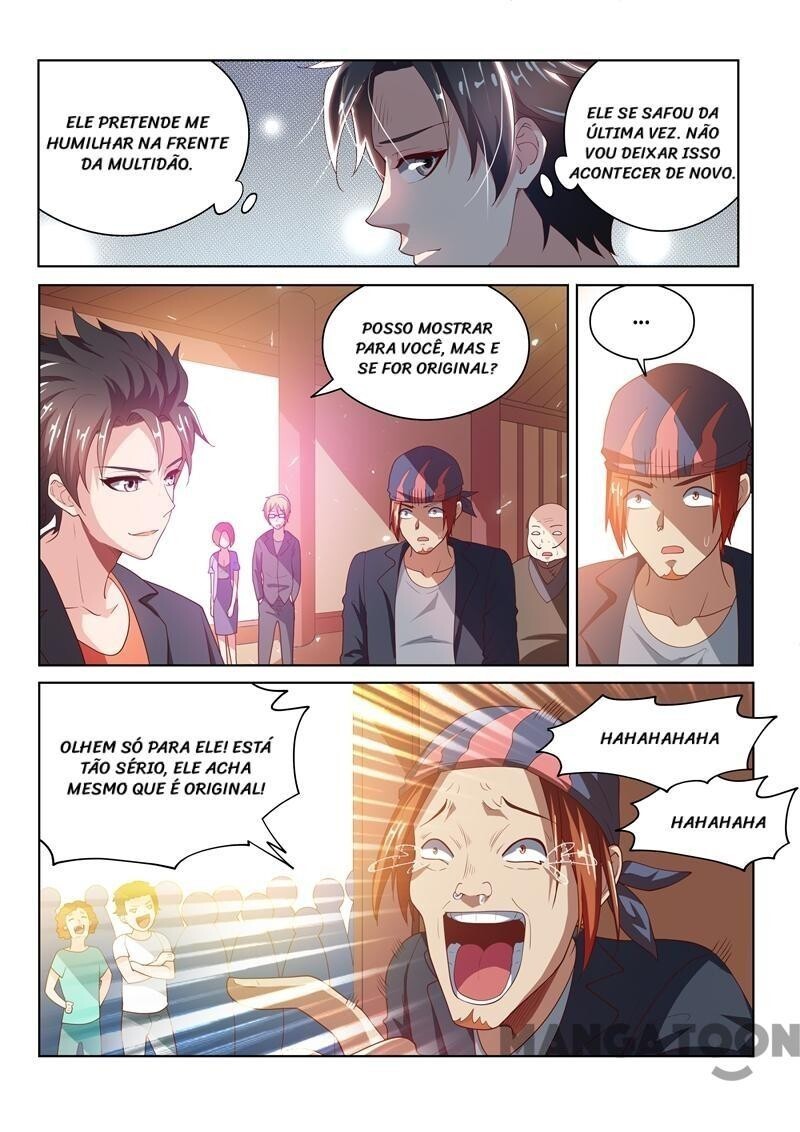 ELE PRETENDE ME
HUMILHAR NA FRENTE
DA MULTIDÃO.
ELE SE SAFOU DA
ÚLTIMA VEZ. NÃO
VOU DEIXAR ISSO
ACONTECER DE NOVO.
POSSO MOSTRAR
PARA VOCÊ, MAS E
SE FOR ORIGINAL?
...
OLHEM SÓ PARA ELE! ESTÁ
TÃO SÉRIO, ELE ACHA
MESMO QUE É ORIGINAL!
HAHAHAHAHA
HAHAHAHA
MANGATOON